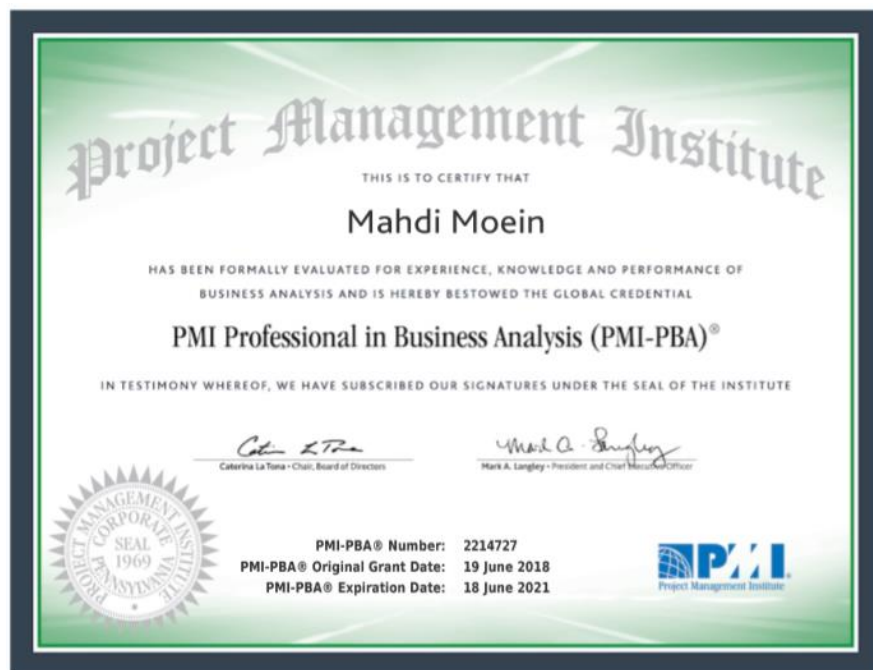 Project Management Institute
THIS IS TO CERTIFY THAT
Mahdi Moein
HAS BEEN FORMALLY EVALUATED FOR EXPERIENCE, KNOWLEDGE AND PERFORMANCE OF
BUSINESS ANALYSIS AND IS HEREBY BESTOWED THE GLOBAL CREDENTIAL
PMI Professional in Business Analysis (PMI-PBA)®
IN TESTIMONY WHEREOF, WE HAVE SUBSCRIBED OUR SIGNATURES UNDER THE SEAL OF THE INSTITUTE
Caterina La Tona • Chair, Board of Directors
Mark A. Langley • President and Chief Executive Officer
PROJECT MANAGEMENT INSTITUTE
CORPORATE
SEAL
1969
PENNSYLVANIA
PMI-PBA® Number: 2214727
PMI-PBA® Original Grant Date: 19 June 2018
PMI-PBA® Expiration Date: 18 June 2021
PMI.
Project Management Institute